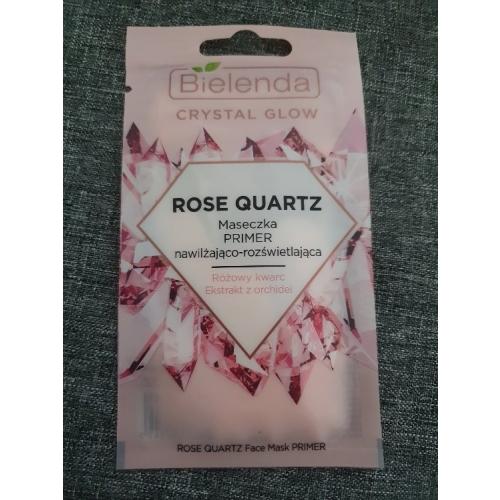 Bielenda
CRYSTAL GLOW
ROSE QUARTZ
Maseczka
PRIMER
nawilżająco-rozświetlająca
Różowy kwarc
Ekstrakt z orchidei
ROSE QUARTZ Face Mask PRIMER